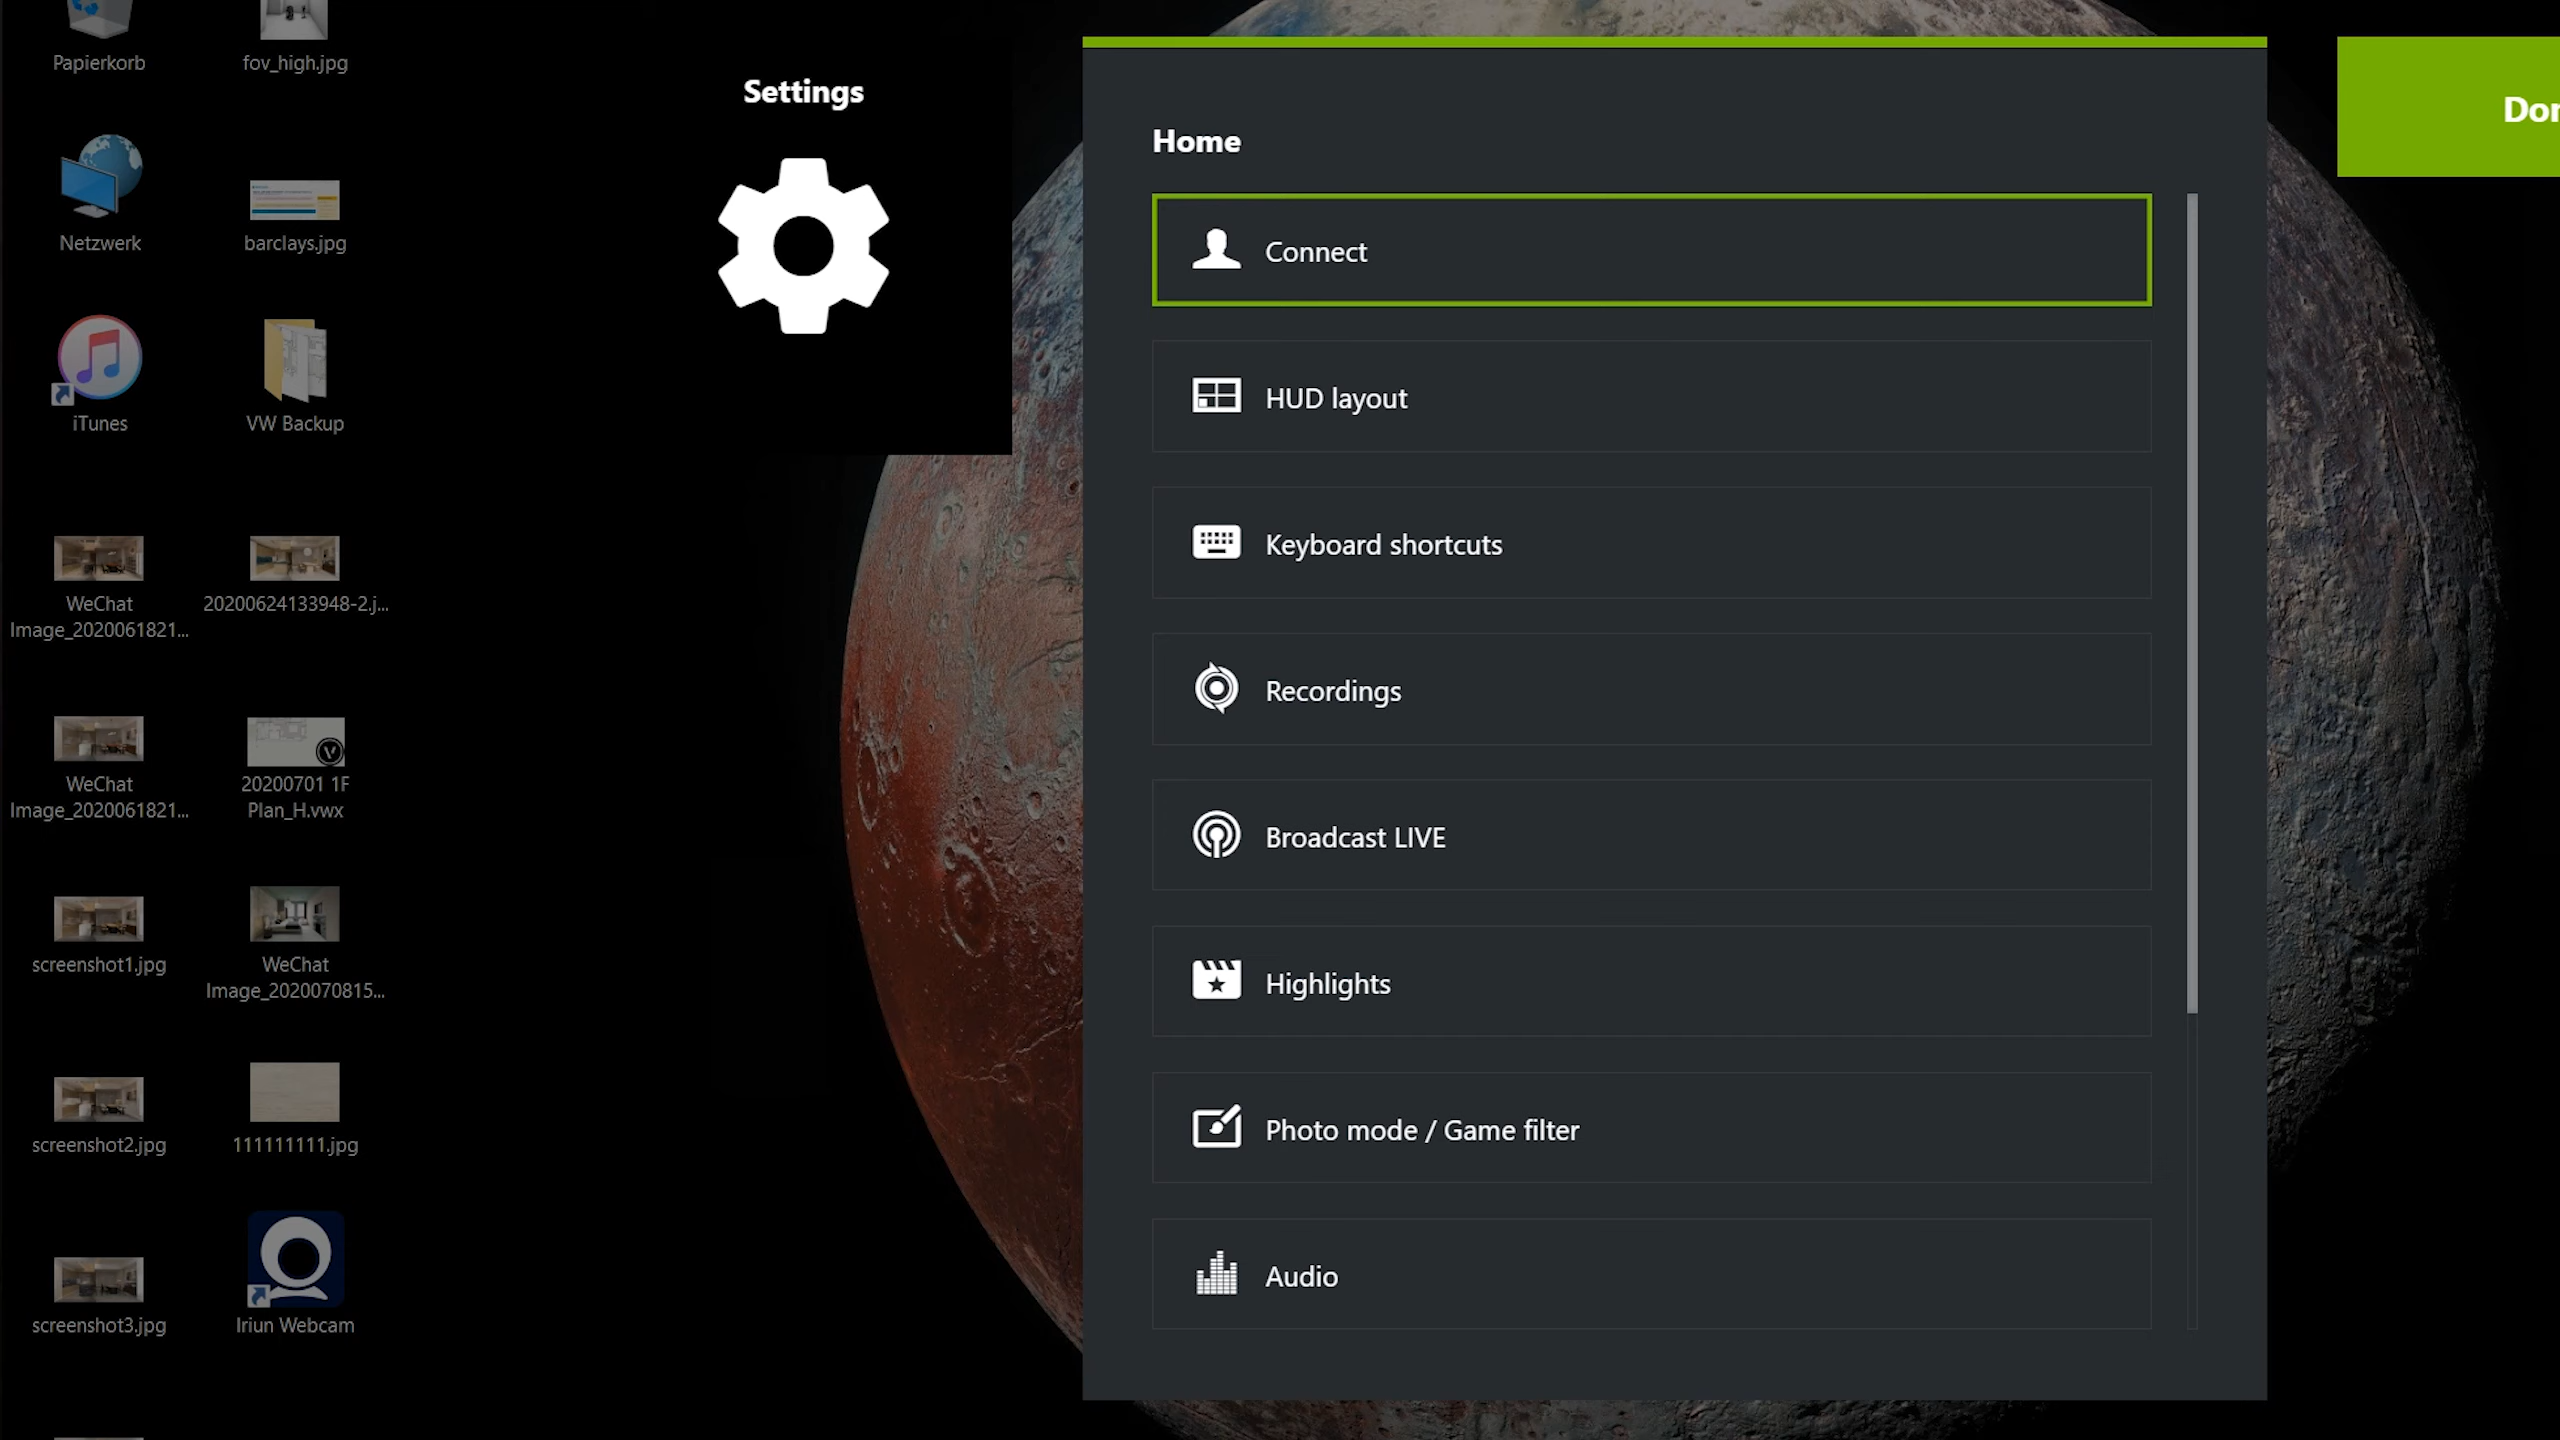 Papierkorb
fov_high.jpg
Netzwerk
barclays.jpg
iTunes
VW Backup
WeChat
Image_2020061821...
20200624133948-2.j...
WeChat
Image_2020061821...
20200701 1F
Plan_H.vwx
screenshot1.jpg
WeChat
Image_2020070815...
screenshot2.jpg
111111111.jpg
screenshot3.jpg
Iriun Webcam
Settings
Home
Connect
HUD layout
Keyboard shortcuts
Recordings
Broadcast LIVE
Highlights
Photo mode / Game filter
Audio